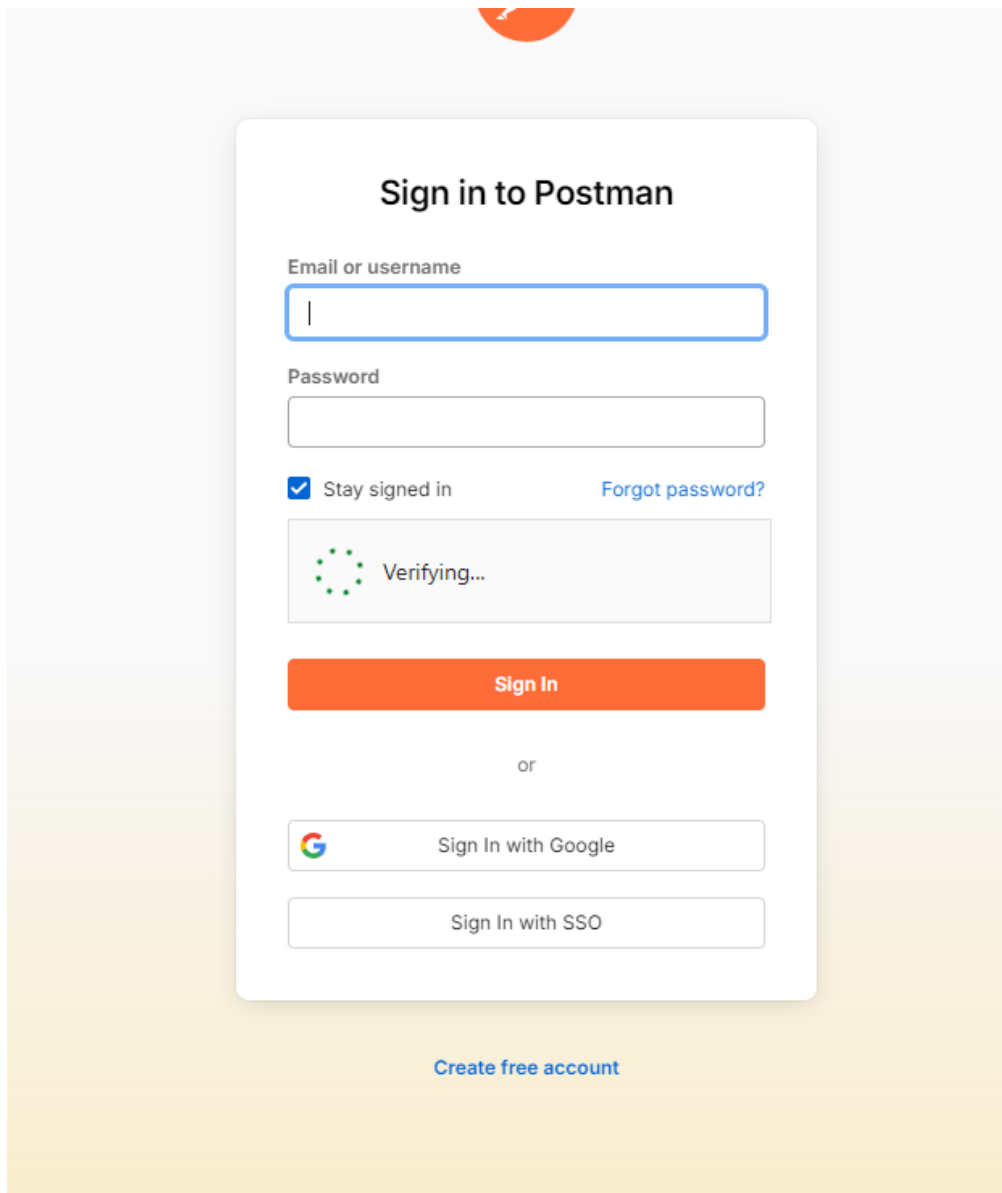 Sign in to Postman
Email or username
Password
Stay signed in
Forgot password?
Verifying...
Sign In
or
Sign In with Google
Sign In with SSO
Create free account